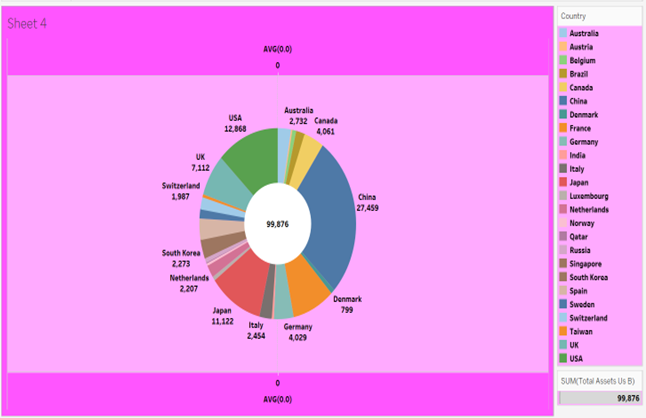 Sheet 4
AVG(0.0)
0
Australia
2,732
Canada
4,061
China
27,459
Denmark
799
Germany
4,029
Italy
2,454
Japan
11,122
Netherlands
2,207
South Korea
2,273
Switzerland
1,987
UK
7,112
USA
12,868
99,876
0
AVG(0.0)
Country
Australia
Austria
Belgium
Brazil
Canada
China
Denmark
France
Germany
India
Italy
Japan
Luxembourg
Netherlands
Norway
Qatar
Russia
Singapore
South Korea
Spain
Sweden
Switzerland
Taiwan
UK
USA
SUM(Total Assets Us B)
99,876